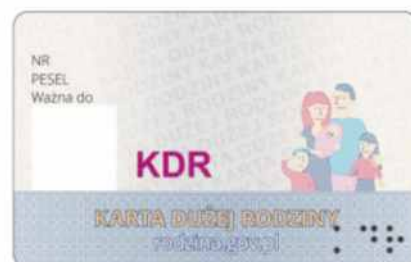 NR
PESEL
Ważna do
KDR
KARTA DUŻEJ RODZINY
rodzina.gov.pl